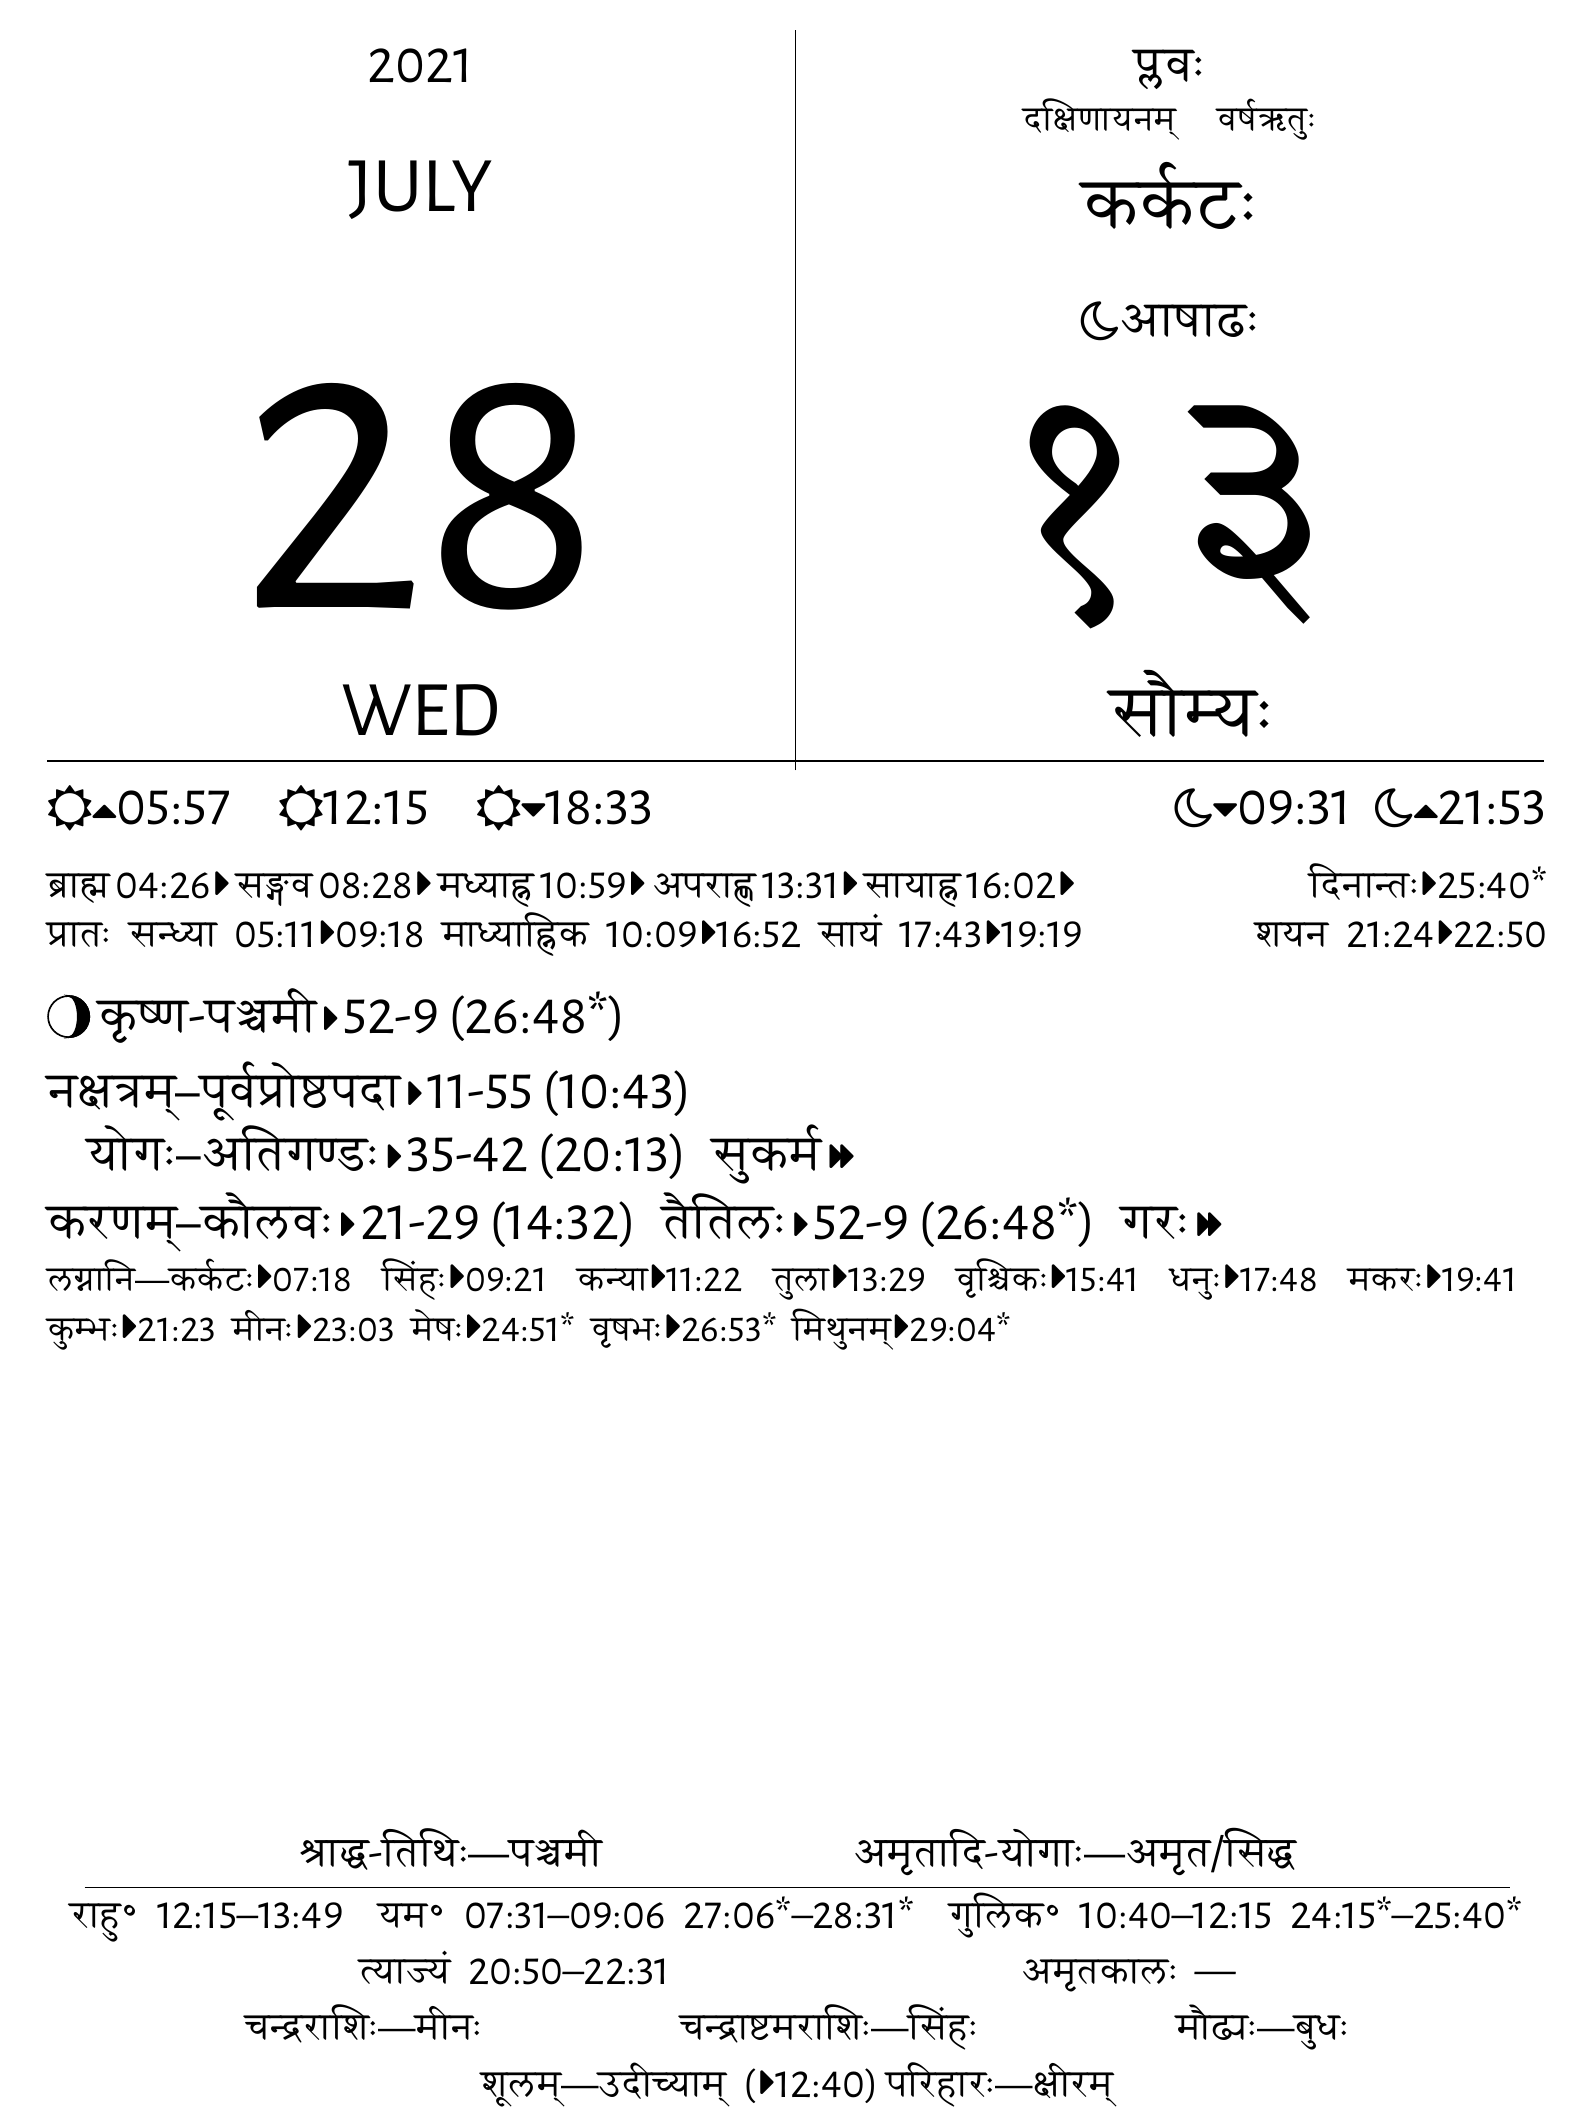 2021
JULY
28
WED
प्लवः
दक्षिणायनम् वर्षऋतुः
कर्कटः
आषाढः
१३
सौम्यः
05:57 12:15 18:33 09:31 21:53
ब्राह्म 04:26 सङ्गव 08:28 मध्याह्न 10:59 अपराह्ण 13:31 सायाह्न 16:02 दिनान्तः 25:40*
प्रातः सन्ध्या 05:11 09:18 माध्याह्निक 10:09 16:52 सायं 17:43 19:19 शयन 21:24 22:50
कृष्ण-पञ्चमी 52-9 (26:48*)
नक्षत्रम्–पूर्वप्रोष्ठपदा 11-55 (10:43)
योगः–अतिगण्डः 35-42 (20:13) सुकर्म
करणम्–कौलवः 21-29 (14:32) तैतिलः 52-9 (26:48*) गरः
लग्नानि—कर्कटः 07:18 सिंहः 09:21 कन्या 11:22 तुला 13:29 वृश्चिकः 15:41 धनुः 17:48 मकरः 19:41
कुम्भः 21:23 मीनः 23:03 मेषः 24:51* वृषभः 26:53* मिथुनम् 29:04*
श्राद्ध-तिथिः—पञ्चमी अमृतादि-योगाः—अमृत/सिद्ध
राहु° 12:15–13:49 यम° 07:31–09:06 27:06*–28:31* गुलिक° 10:40–12:15 24:15*–25:40*
त्याज्यं 20:50–22:31 अमृतकालः —
चन्द्रराशिः—मीनः चन्द्राष्टमराशिः—सिंहः मौढ्यः—बुधः
शूलम्—उदीच्याम् (12:40) परिहारः—क्षीरम्